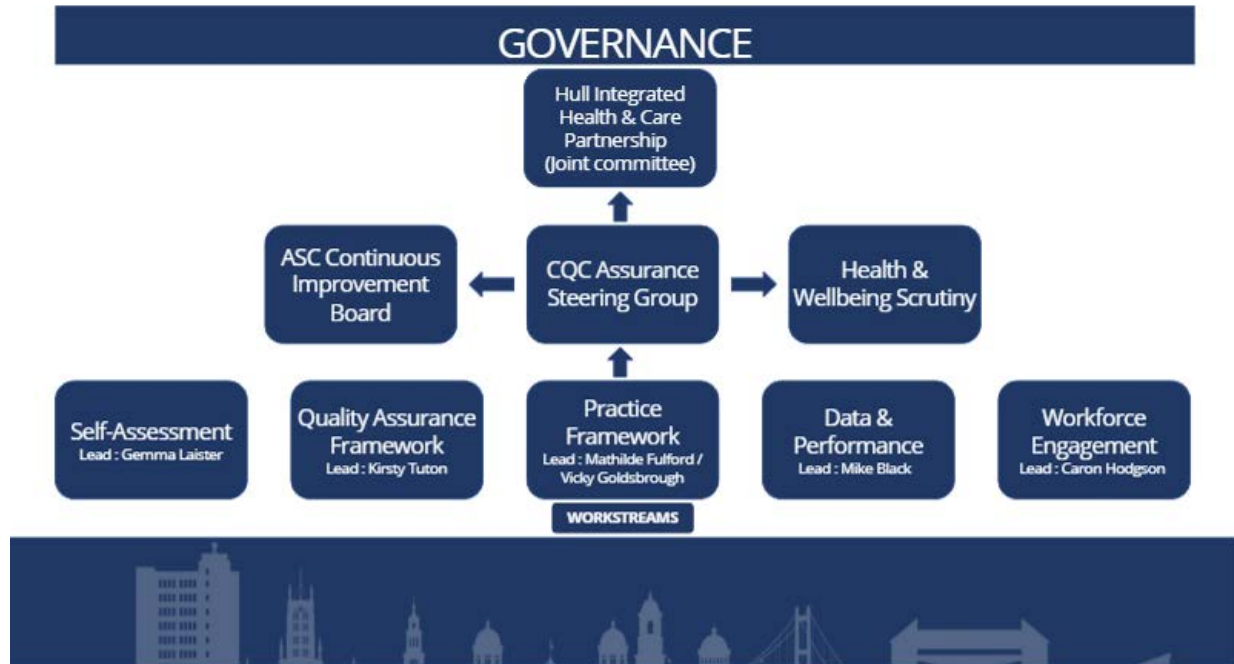 GOVERNANCE
Hull Integrated
Health & Care
Partnership
(Joint committee)
ASC Continuous
Improvement
Board
CQC Assurance
Steering Group
Health &
Wellbeing Scrutiny
Self-Assessment
Lead : Gemma Laister
Quality Assurance
Framework
Lead : Kirsty Tuton
Practice
Framework
Lead : Mathilde Fulford /
Vicky Goldsbrough
Data &
Performance
Lead : Mike Black
Workforce
Engagement
Lead : Caron Hodgson
WORKSTREAMS